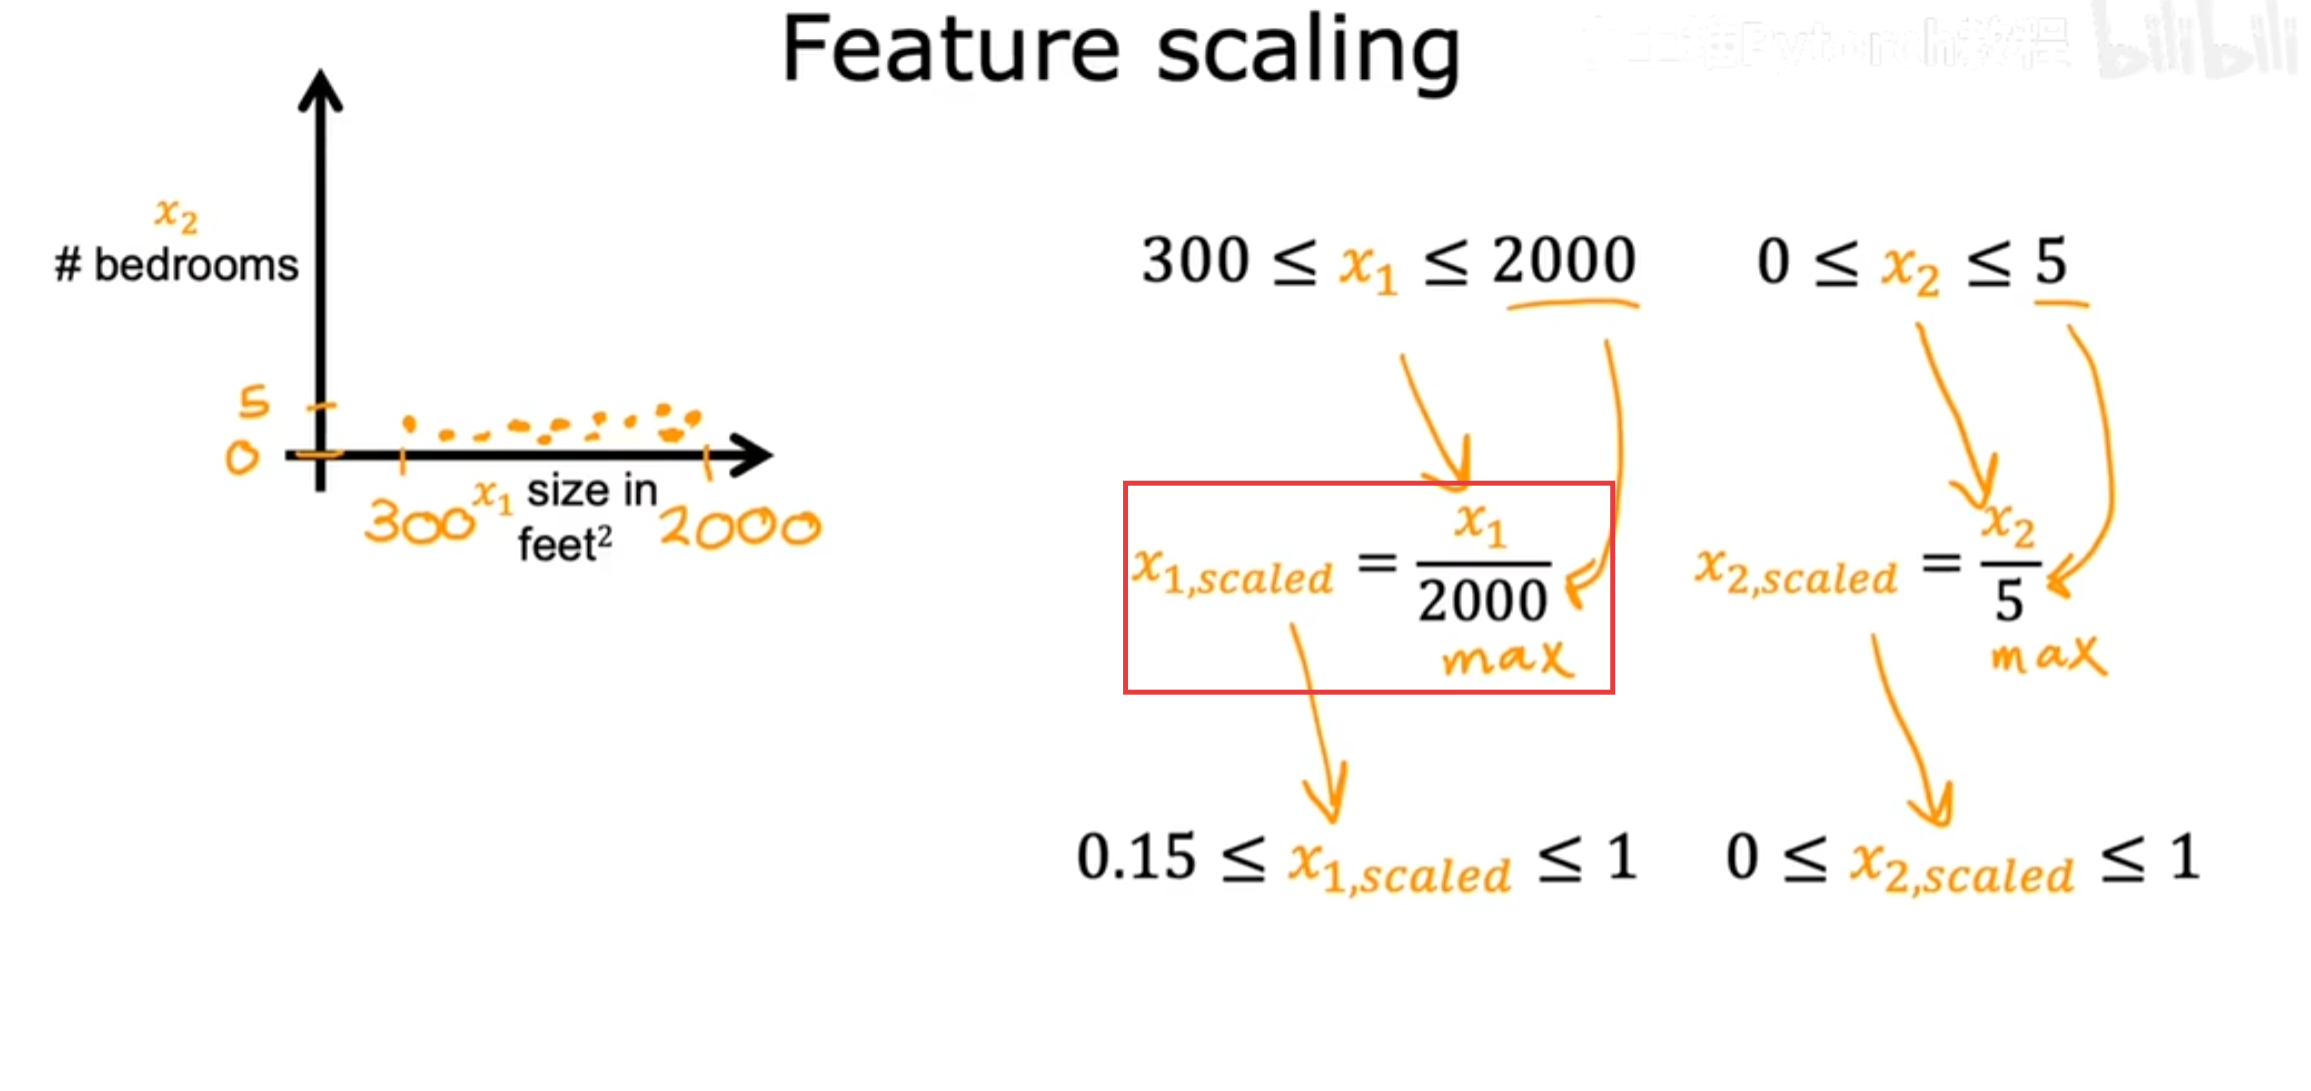 Feature scaling
bilibili
x₂
# bedrooms
5
0
300
x₁ size in
feet²
2000
300 ≤ x₁ ≤ 2000
0 ≤ x₂ ≤ 5
x₁,scaled = x₁/2000
max
x₂,scaled = x₂/5
max
0.15 ≤ x₁,scaled ≤ 1
0 ≤ x₂,scaled ≤ 1